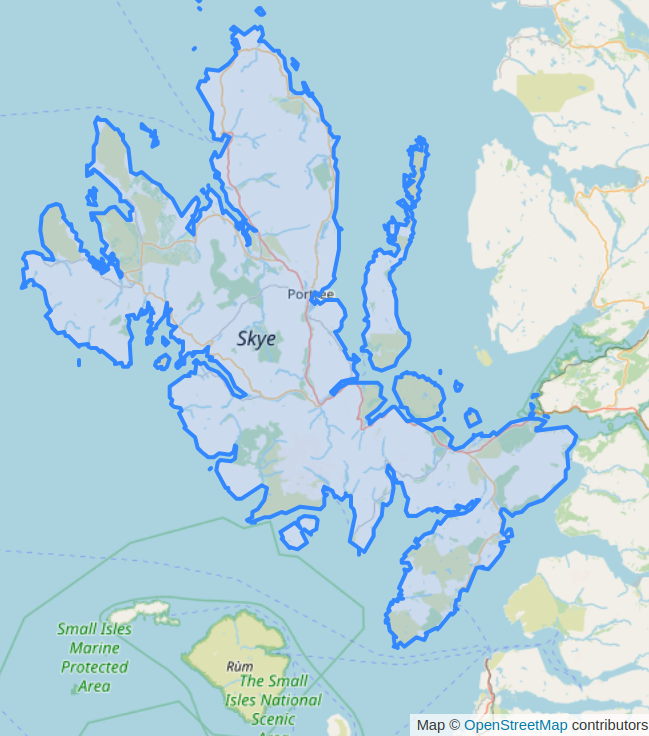 Portree
Skye
Small Isles
Marine
Protected
Area
Rùm
The Small
Isles National
Scenic
Area
Map © OpenStreetMap contributors